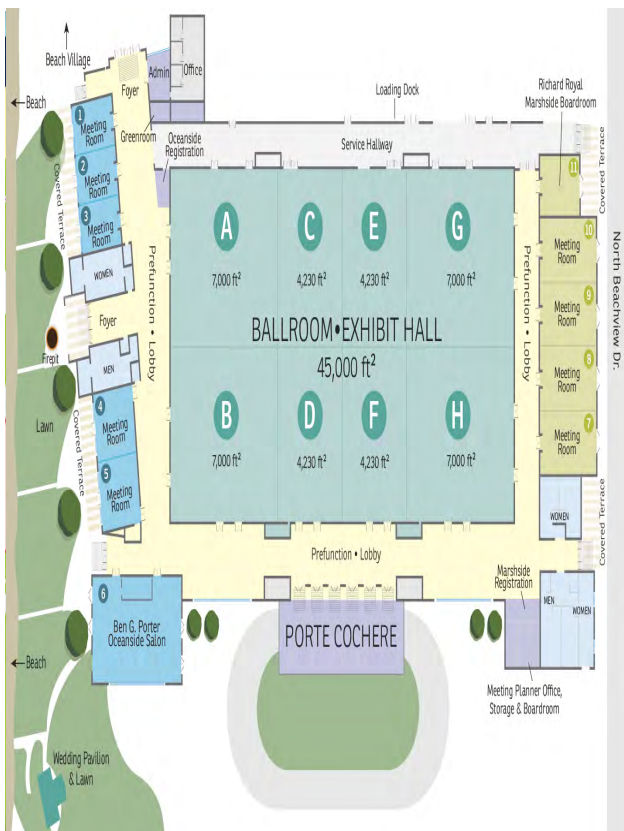 Beach Village
Beach
Foyer
Admin
Office
Loading Dock
Richard Royal
Marshside Boardroom
Greenroom
Oceanside
Registration
Service Hallway
1
Meeting
Room
2
Meeting
Room
3
Meeting
Room
Covered Terrace
WOMEN
Foyer
Firepit
MEN
Lawn
4
Meeting
Room
5
Meeting
Room
Covered Terrace
Prefunction • Lobby
A
7,000 ft²
C
4,230 ft²
E
4,230 ft²
G
7,000 ft²
BALLROOM•EXHIBIT HALL
45,000 ft²
B
7,000 ft²
D
4,230 ft²
F
4,230 ft²
H
7,000 ft²
Prefunction • Lobby
11
Covered Terrace
10
Meeting
Room
9
Meeting
Room
8
Meeting
Room
7
Meeting
Room
North Beachview Dr.
WOMEN
Covered Terrace
Prefunction • Lobby
Marshside
Registration
MEN
WOMEN
6
Ben G. Porter
Oceanside Salon
PORTE COCHERE
Beach
Meeting Planner Office,
Storage & Boardroom
Wedding Pavilion
& Lawn